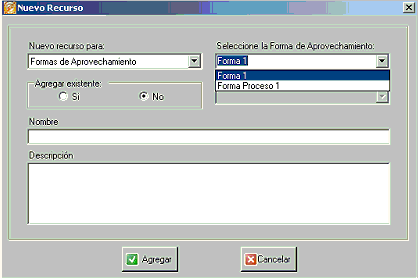 Nuevo Recurso
Nuevo recurso para:
Formas de Aprovechamiento
Seleccione la Forma de Aprovechamiento:
Forma 1
Forma 1
Forma Proceso 1
Agregar existente:
Si
No
Nombre
Descripción
Agregar
Cancelar